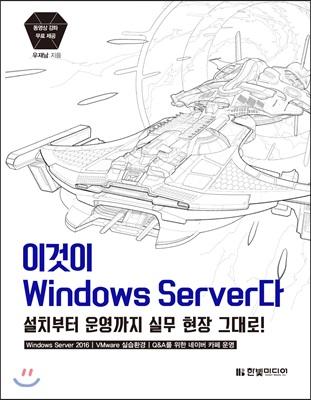 동영상 강좌
무료 제공
우재남 지음
이것이
Windows Server다
설치부터 운영까지 실무 현장 그대로!
Windows Server 2016 | VMware 실습환경 | Q&A를 위한 네이버 카페 운영
한빛미디어